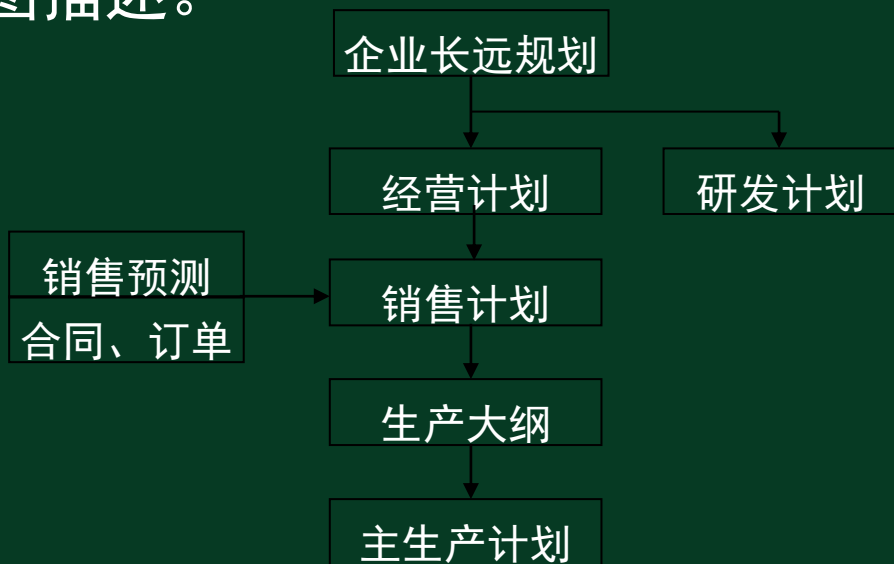 图描述。
企业长远规划
经营计划
研发计划
销售预测
销售计划
合同、订单
生产大纲
主生产计划